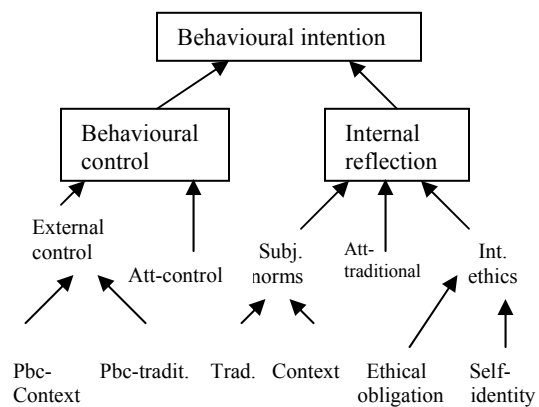 Behavioural intention
Behavioural
control
Internal
reflection
External
control
Att-control
Subj.
norms
Att-
traditional
Int.
ethics
Pbc-
Context
Pbc-tradit.
Trad.
Context
Ethical
obligation
Self-
identity